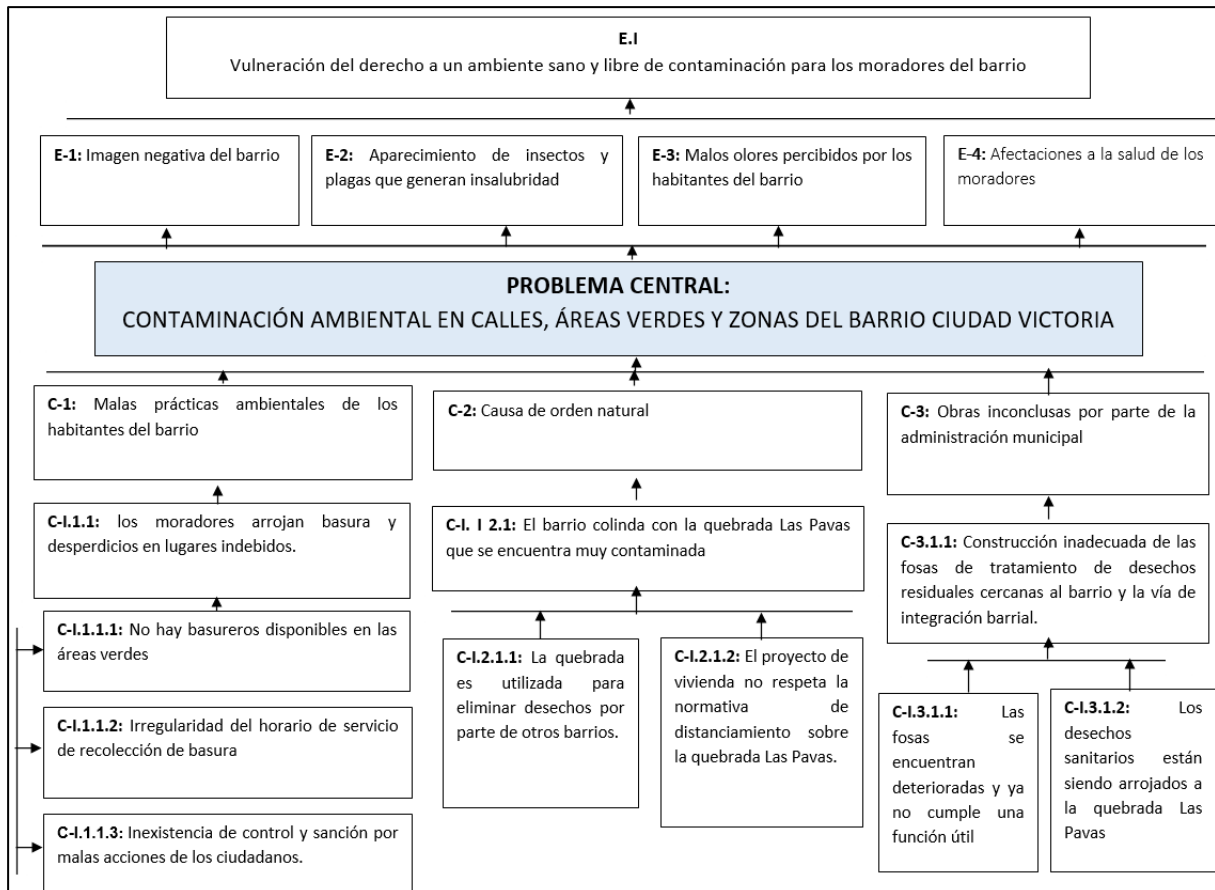 E.I
Vulneración del derecho a un ambiente sano y libre de contaminación para los moradores del barrio
E-1: Imagen negativa del barrio
E-2: Aparecimiento de insectos y
plagas que generan insalubridad
E-3: Malos olores percibidos por los
habitantes del barrio
E-4: Afectaciones a la salud de los
moradores
PROBLEMA CENTRAL:
CONTAMINACIÓN AMBIENTAL EN CALLES, ÁREAS VERDES Y ZONAS DEL BARRIO CIUDAD VICTORIA
C-1: Malas prácticas ambientales de los
habitantes del barrio
C-2: Causa de orden natural
C-3: Obras inconclusas por parte de la
administración municipal
C-I.1.1: los moradores arrojan basura y
desperdicios en lugares indebidos.
C-I. I 2.1: El barrio colinda con la quebrada Las Pavas
que se encuentra muy contaminada
C-3.1.1: Construcción inadecuada de las
fosas de tratamiento de desechos
residuales cercanas al barrio y la vía de
integración barrial.
C-I.1.1.1: No hay basureros disponibles en las
áreas verdes
C-I.1.1.2: Irregularidad del horario de servicio
de recolección de basura
C-I.1.1.3: Inexistencia de control y sanción por
malas acciones de los ciudadanos.
C-I.2.1.1: La quebrada
es utilizada para
eliminar desechos por
parte de otros barrios.
C-I.2.1.2: El proyecto de
vivienda no respeta la
normativa de
distanciamiento sobre
la quebrada Las Pavas.
C-I.3.1.1: Las
fosas se
encuentran
deterioradas y ya
no cumple una
función útil
C-I.3.1.2: Los
desechos
sanitarios están
siendo arrojados a
la quebrada Las
Pavas